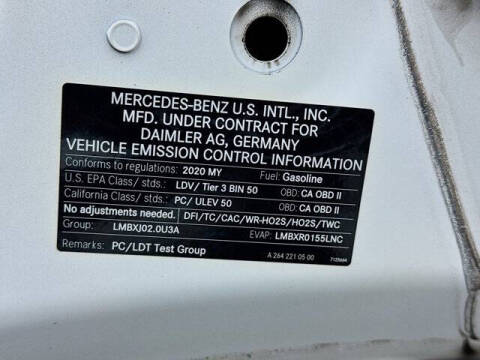 MERCEDES-BENZ U.S. INTL., INC.
MFD. UNDER CONTRACT FOR
DAIMLER AG, GERMANY
VEHICLE EMISSION CONTROL INFORMATION
Conforms to regulations: 2020 MY Fuel: Gasoline
U.S. EPA Class/ stds.: LDV/ Tier 3 BIN 50 OBD: CA OBD II
California Class/ stds.: PC/ ULEV 50 OBD: CA OBD II
No adjustments needed. DFI/TC/CAC/WR-HO2S/HO2S/TWC
Group: LMBXJ02.0U3A EVAP: LMBXR0155LNC
Remarks: PC/LDT Test Group A 264 221 05 00